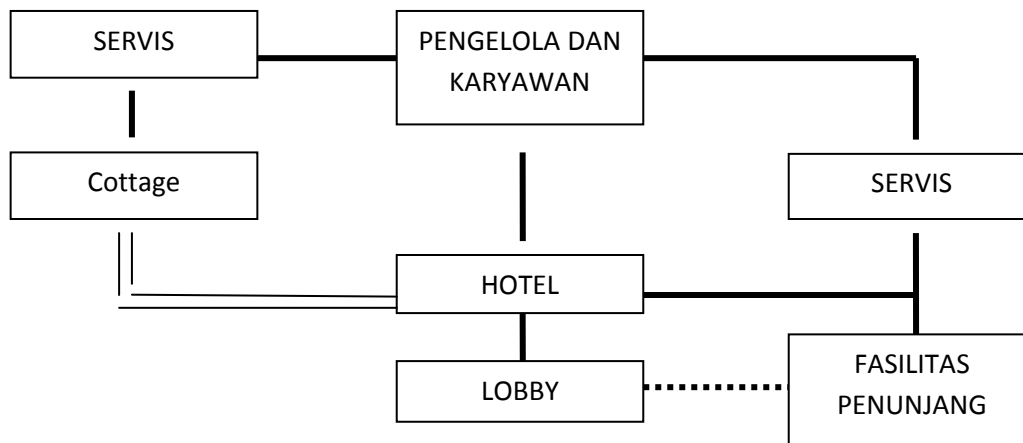 SERVIS
PENGELOLA DAN
KARYAWAN
Cottage
SERVIS
HOTEL
LOBBY
FASILITAS
PENUNJANG